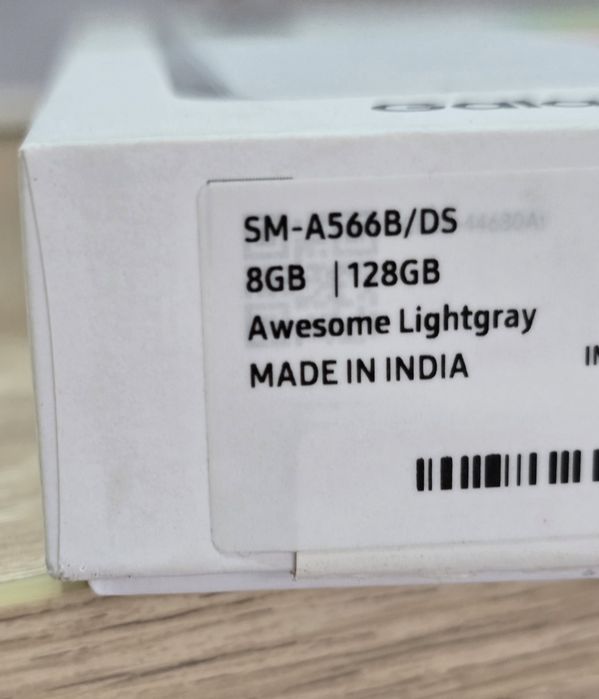 SM-A566B/DS
8GB | 128GB
Awesome Lightgray
MADE IN INDIA